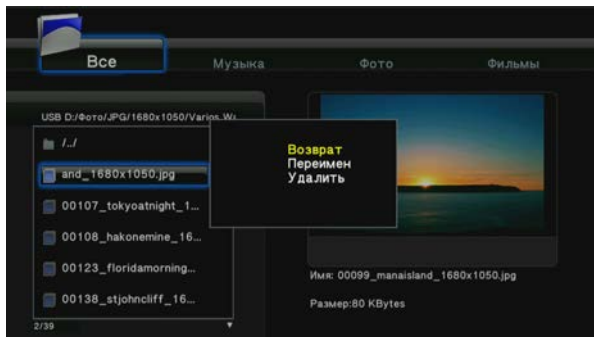 Все
Музыка
Фото
Фильмы
USB D:/Фото/JPG/1680x1050/Varios.
/../
and_1680x1050.jpg
00107_tokyoatnight_1...
00108_hakonemine_16...
00123_floridamorning...
00138_stjohncliff_16...
2/39
Возврат
Переимен
Удалить
Имя: 00099_manaisland_1680x1050.jpg
Размер:80 KBytes